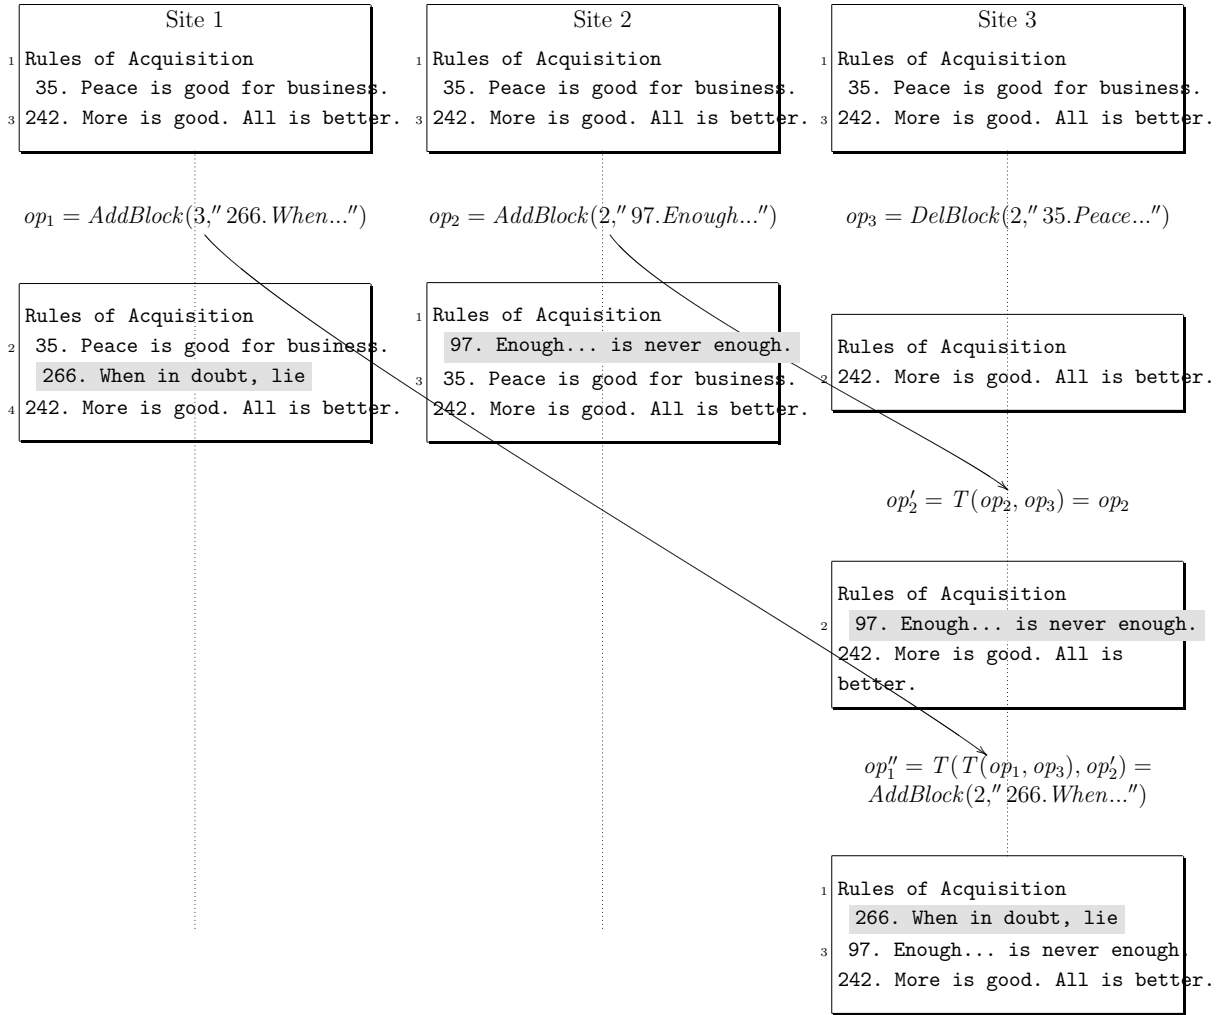 Site 1
1 Rules of Acquisition
35. Peace is good for business.
3 242. More is good. All is better.
op₁ = AddBlock(3,″ 266.When...″)
Rules of Acquisition
2 35. Peace is good for business.
266. When in doubt, lie
4 242. More is good. All is better.
Site 2
1 Rules of Acquisition
35. Peace is good for business.
3 242. More is good. All is better.
op₂ = AddBlock(2,″ 97.Enough...″)
1 Rules of Acquisition
97. Enough... is never enough.
3 35. Peace is good for business.
242. More is good. All is better.
Site 3
1 Rules of Acquisition
35. Peace is good for business.
3 242. More is good. All is better.
op₃ = DelBlock(2,″ 35.Peace...″)
Rules of Acquisition
2 242. More is good. All is better.
op′₂ = T(op₂, op₃) = op₂
Rules of Acquisition
2 97. Enough... is never enough.
242. More is good. All is
better.
op″₁ = T(T(op₁, op₃), op′₂) =
AddBlock(2,″ 266.When...″)
1 Rules of Acquisition
266. When in doubt, lie
3 97. Enough... is never enough.
242. More is good. All is better.